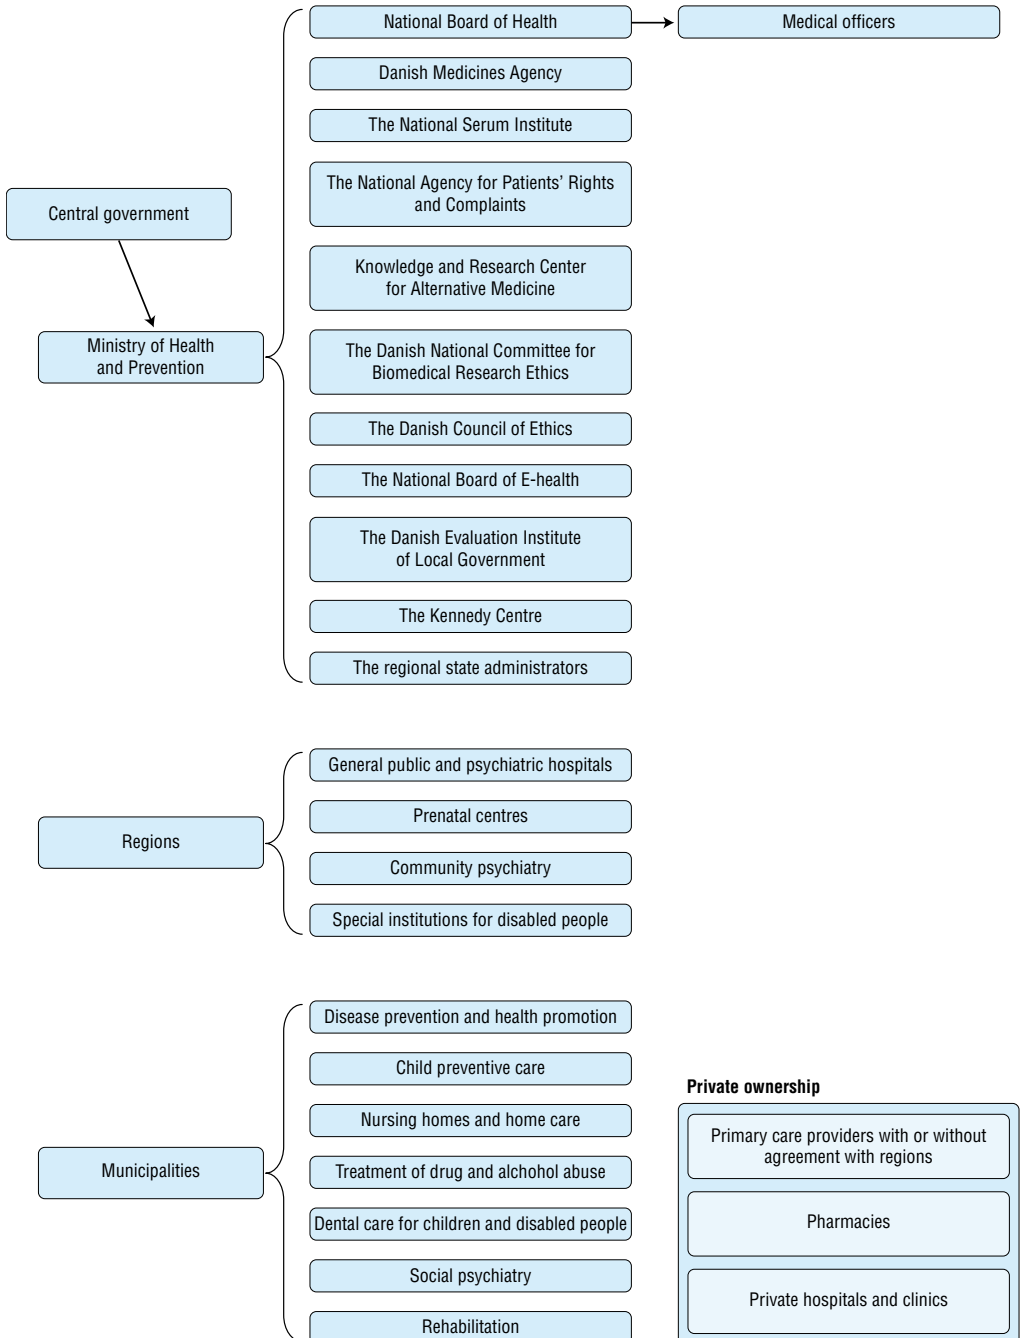 National Board of Health
Medical officers
Danish Medicines Agency
The National Serum Institute
The National Agency for Patients’ Rights
and Complaints
Central government
Knowledge and Research Center
for Alternative Medicine
Ministry of Health
and Prevention
The Danish National Committee for
Biomedical Research Ethics
The Danish Council of Ethics
The National Board of E-health
The Danish Evaluation Institute
of Local Government
The Kennedy Centre
The regional state administrators
Regions
General public and psychiatric hospitals
Prenatal centres
Community psychiatry
Special institutions for disabled people
Municipalities
Disease prevention and health promotion
Child preventive care
Nursing homes and home care
Treatment of drug and alchohol abuse
Dental care for children and disabled people
Social psychiatry
Rehabilitation
Private ownership
Primary care providers with or without
agreement with regions
Pharmacies
Private hospitals and clinics